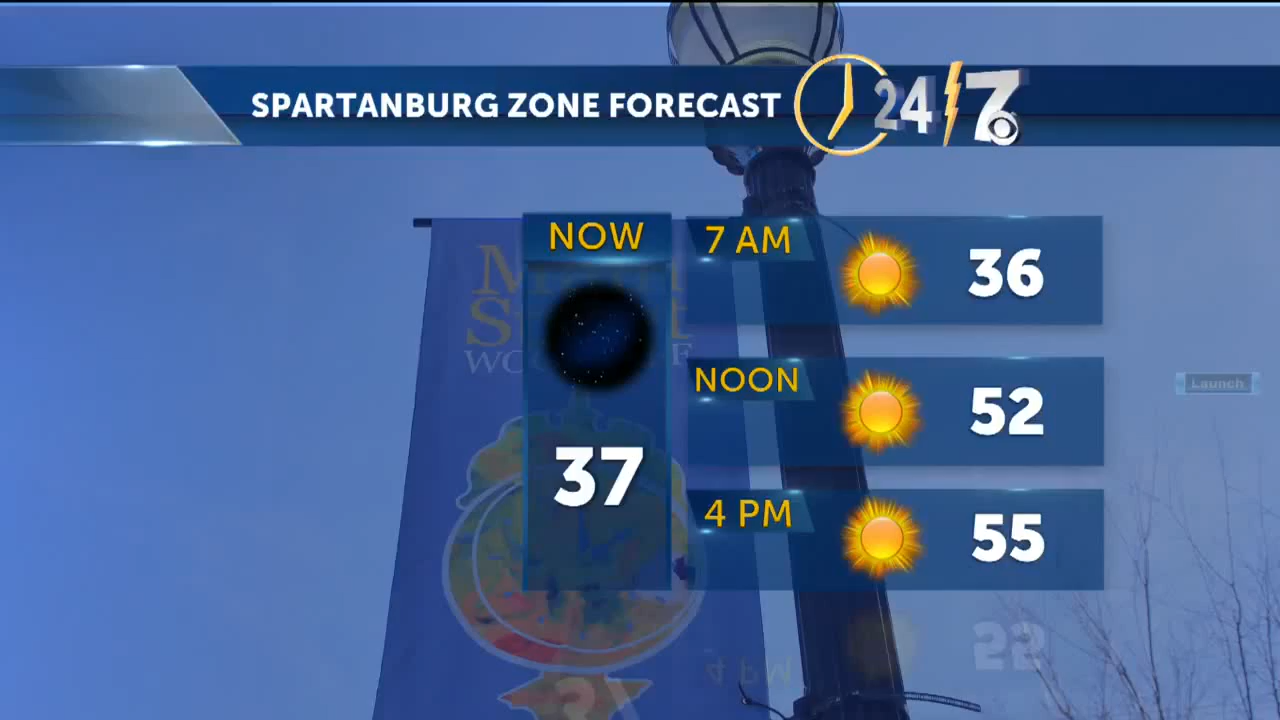 SPARTANBURG ZONE FORECAST
24/7
NOW
37
7 AM
36
NOON
52
4 PM
55
Launch